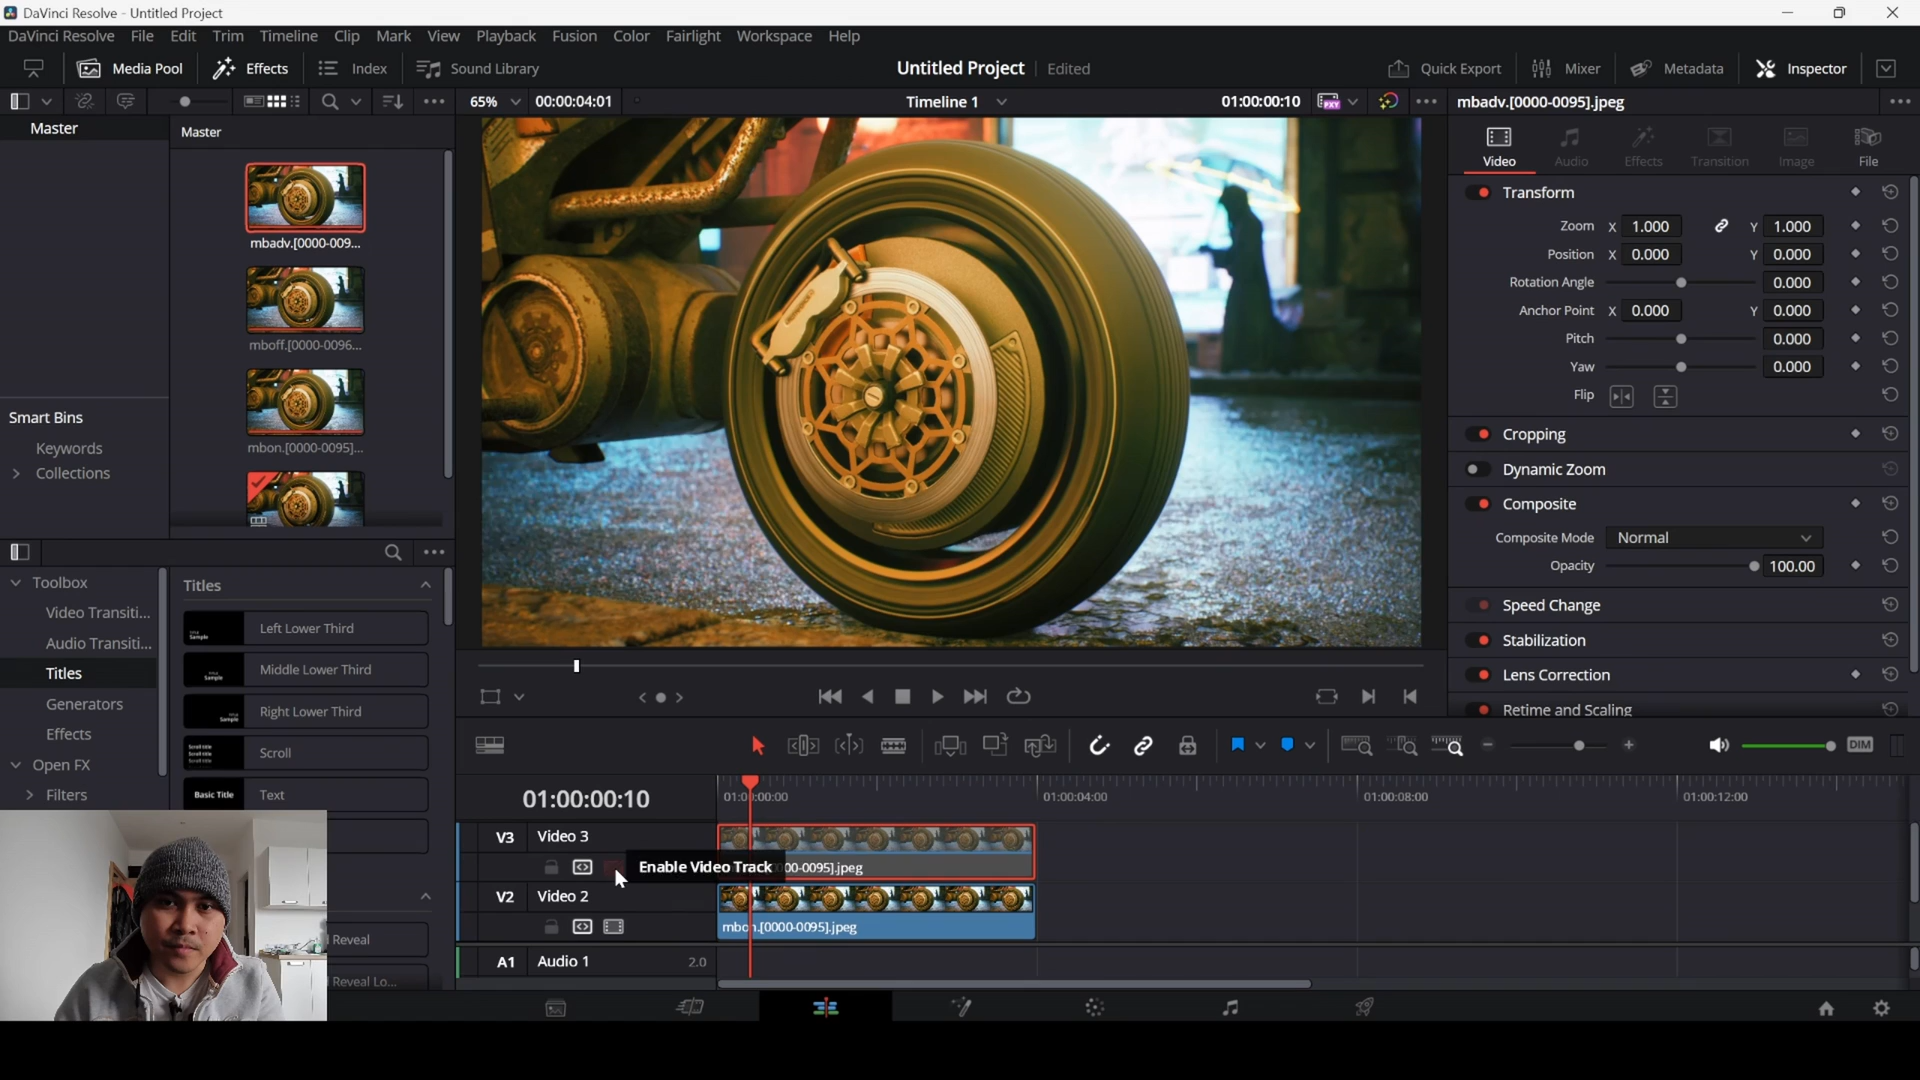 DaVinci Resolve - Untitled Project
DaVinci Resolve File Edit Trim Timeline Clip Mark View Playback Fusion Color Fairlight Workspace Help
Media Pool Effects Index Sound Library Untitled Project Edited Quick Export Mixer Metadata Inspector
65% 00:00:04:01 Timeline 1 01:00:00:10 PXY mbadv.[0000-0095].jpeg
Master
Master
mbadv.[0000-009...
mboff.[0000-0096...
mbon.[0000-0095]...
Smart Bins
Keywords
Collections
Video Audio Effects Transition Image File
Transform
Zoom X 1.000 Y 1.000
Position X 0.000 Y 0.000
Rotation Angle 0.000
Anchor Point X 0.000 Y 0.000
Pitch 0.000
Yaw 0.000
Flip
Cropping
Dynamic Zoom
Composite
Composite Mode Normal
Opacity 100.00
Speed Change
Stabilization
Lens Correction
Retime and Scaling
Toolbox
Video Transiti...
Audio Transiti...
Titles
Generators
Effects
Open FX
Filters
Titles
Sample Left Lower Third
Sample Middle Lower Third
Sample Right Lower Third
Scroll
Basic Title Text
Reveal
Reveal Lo...
DIM
01:00:00:10
01:00:00:00 01:00:04:00 01:00:08:00 01:00:12:00
V3 Video 3
Enable Video Track 00-0095].jpeg
V2 Video 2
mbon.[0000-0095].jpeg
A1 Audio 1 2.0